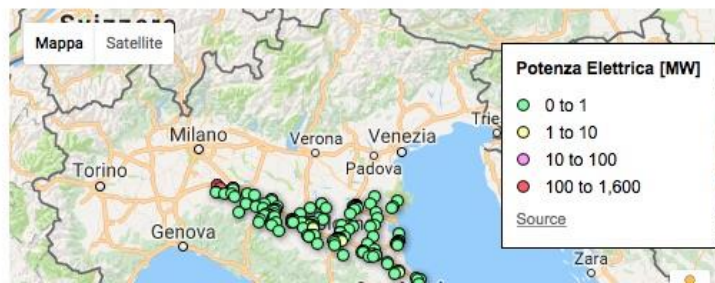 Svizzera
Mappa
Satellite
Potenza Elettrica [MW]
0 to 1
1 to 10
10 to 100
100 to 1,600
Source
Milano
Verona
Venezia
Padova
Torino
Genova
Zara